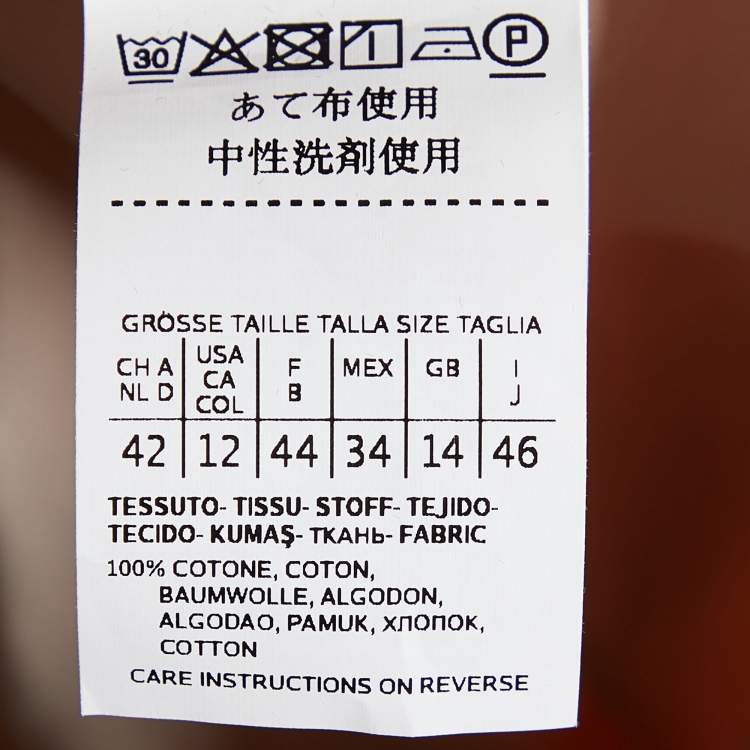 30 P
あて布使用
中性洗剤使用
GRÖSSE TAILLE TALLA SIZE TAGLIA
CH A NL D USA CA COL F B MEX GB I J
42 12 44 34 14 46
TESSUTO- TISSU- STOFF- TEJIDO-
TECIDO- KUMAŞ- ТКАНЬ- FABRIC
100% COTONE, COTON,
BAUMWOLLE, ALGODON,
ALGODAO, PAMUK, ХЛОПОК,
COTTON
CARE INSTRUCTIONS ON REVERSE